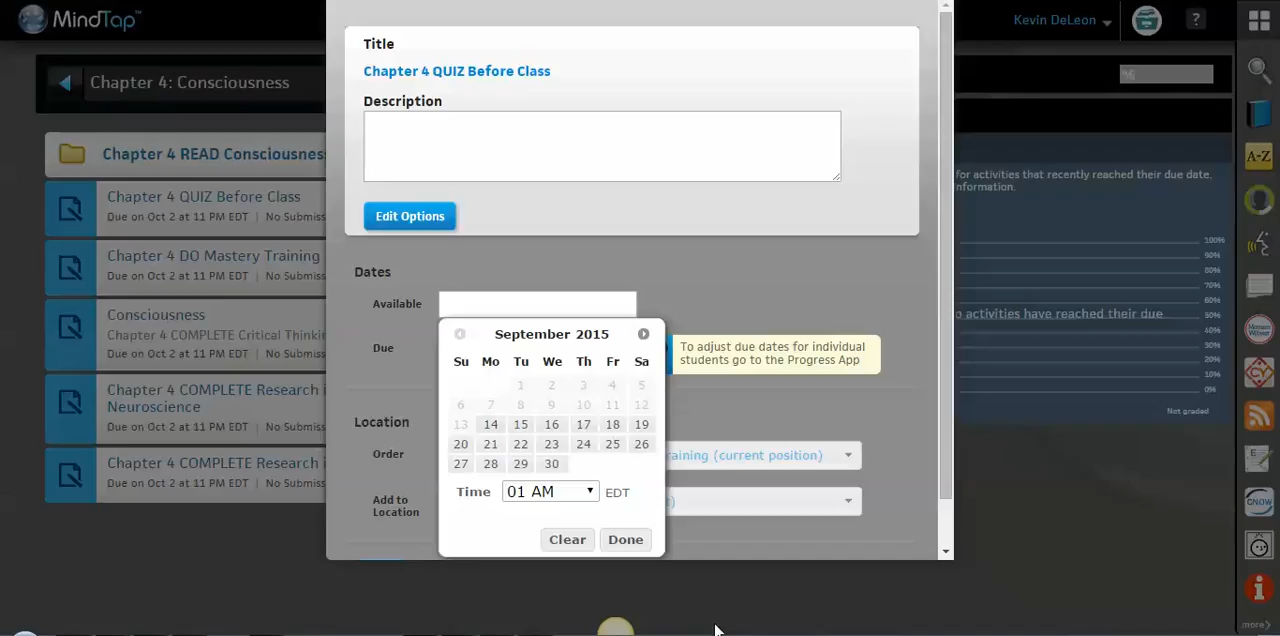 MindTap™
Kevin DeLeon
?
Chapter 4: Consciousness
Chapter 4 READ Consciousness
Chapter 4 QUIZ Before Class
Due on Oct 2 at 11 PM EDT | No Submiss
Chapter 4 DO Mastery Training
Due on Oct 2 at 11 PM EDT | No Submiss
Consciousness
Chapter 4 COMPLETE Critical Thinkin
Due on Oct 2 at 11 PM EDT | No Submiss
Chapter 4 COMPLETE Research i
Neuroscience
Due on Oct 2 at 11 PM EDT | No Submiss
Chapter 4 COMPLETE Research i
Due on Oct 2 at 11 PM EDT | No Submiss
Title
Chapter 4 QUIZ Before Class
Description
Edit Options
Dates
Available
Due
To adjust due dates for individual
students go to the Progress App
September 2015
Su Mo Tu We Th Fr Sa
1 2 3 4 5
6 7 8 9 10 11 12
13 14 15 16 17 18 19
20 21 22 23 24 25 26
27 28 29 30
Time 01 AM EDT
Clear Done
Location
Order
raining (current position)
Add to
Location
for activities that recently reached their due date.
nformation.
100%
90%
80%
70%
60%
o activities have reached their due
50%
40%
30%
20%
10%
0%
Not graded
A-Z
CNOW
more>